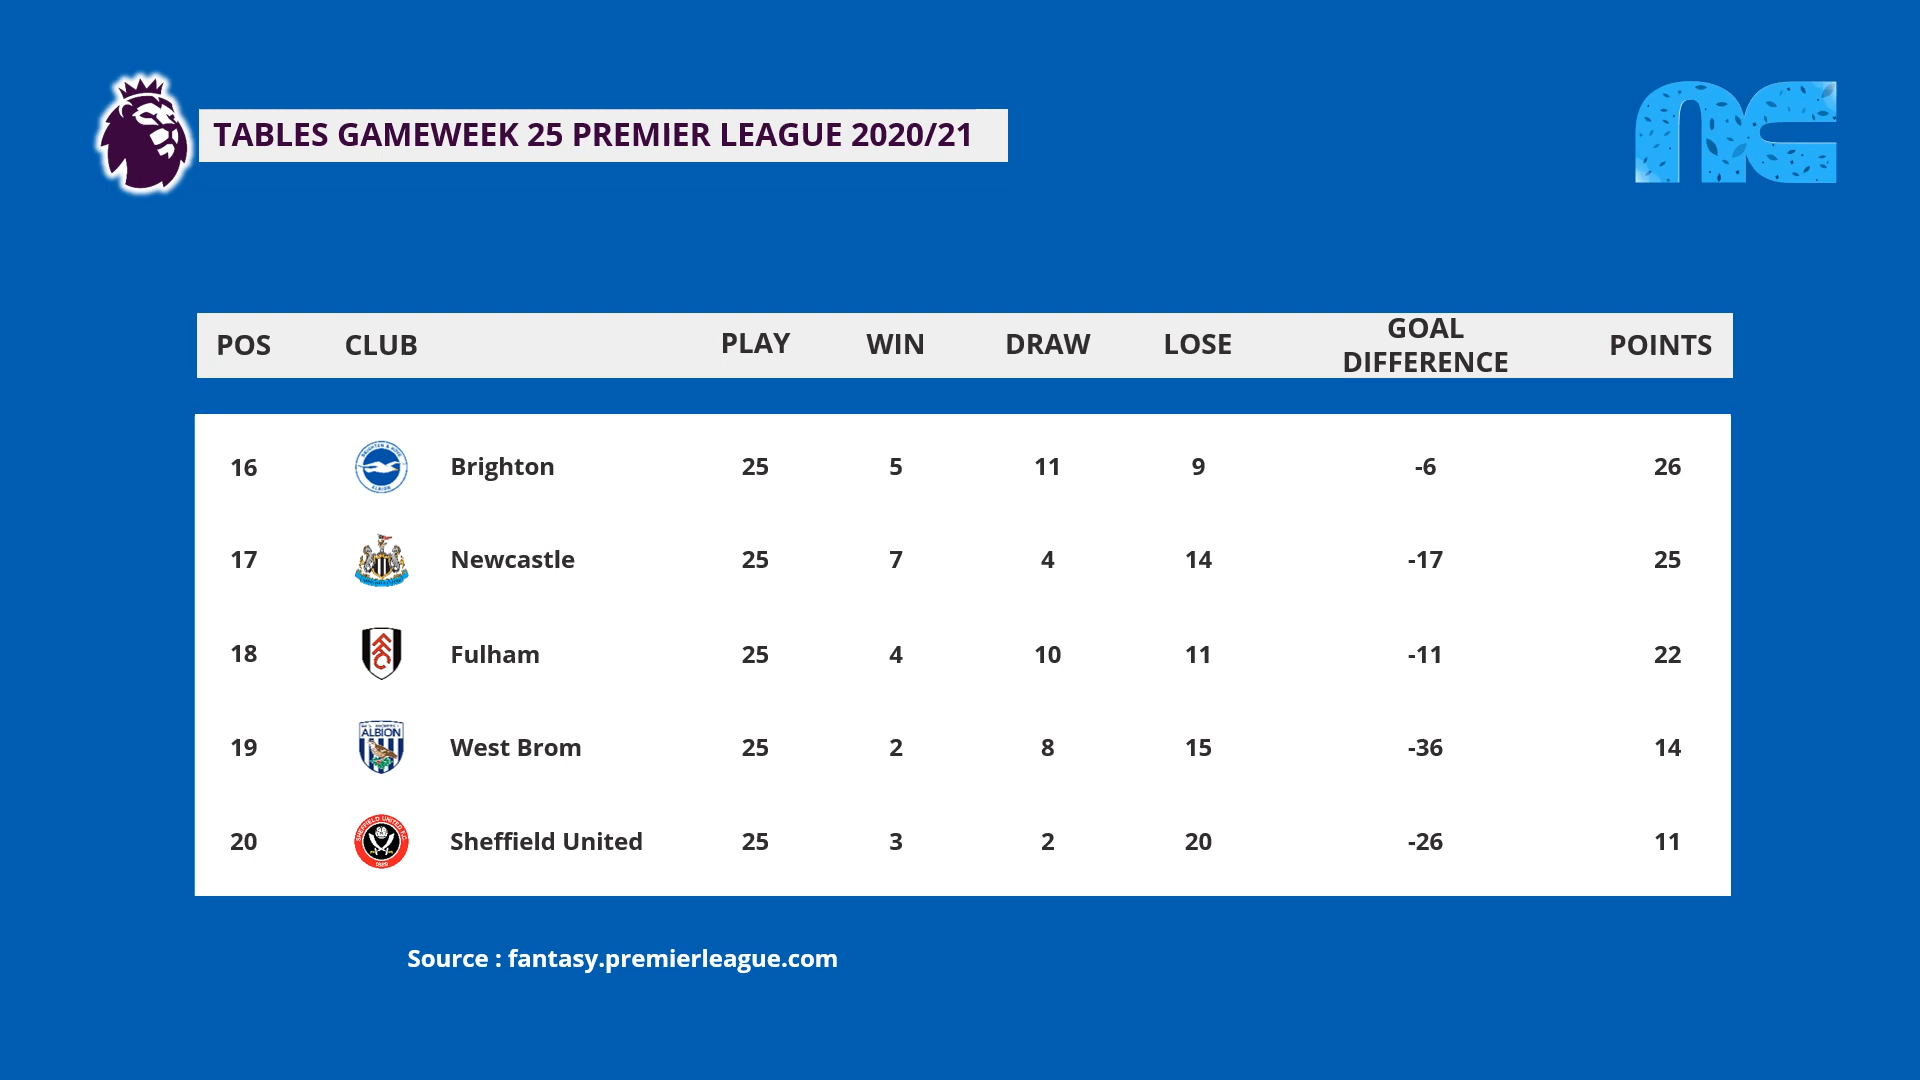 TABLES GAMEWEEK 25 PREMIER LEAGUE 2020/21
nc
POS CLUB PLAY WIN DRAW LOSE GOAL DIFFERENCE POINTS
16 Brighton 25 5 11 9 -6 26
17 Newcastle 25 7 4 14 -17 25
18 Fulham 25 4 10 11 -11 22
19 ALBION West Brom 25 2 8 15 -36 14
20 Sheffield United 25 3 2 20 -26 11
Source : fantasy.premierleague.com